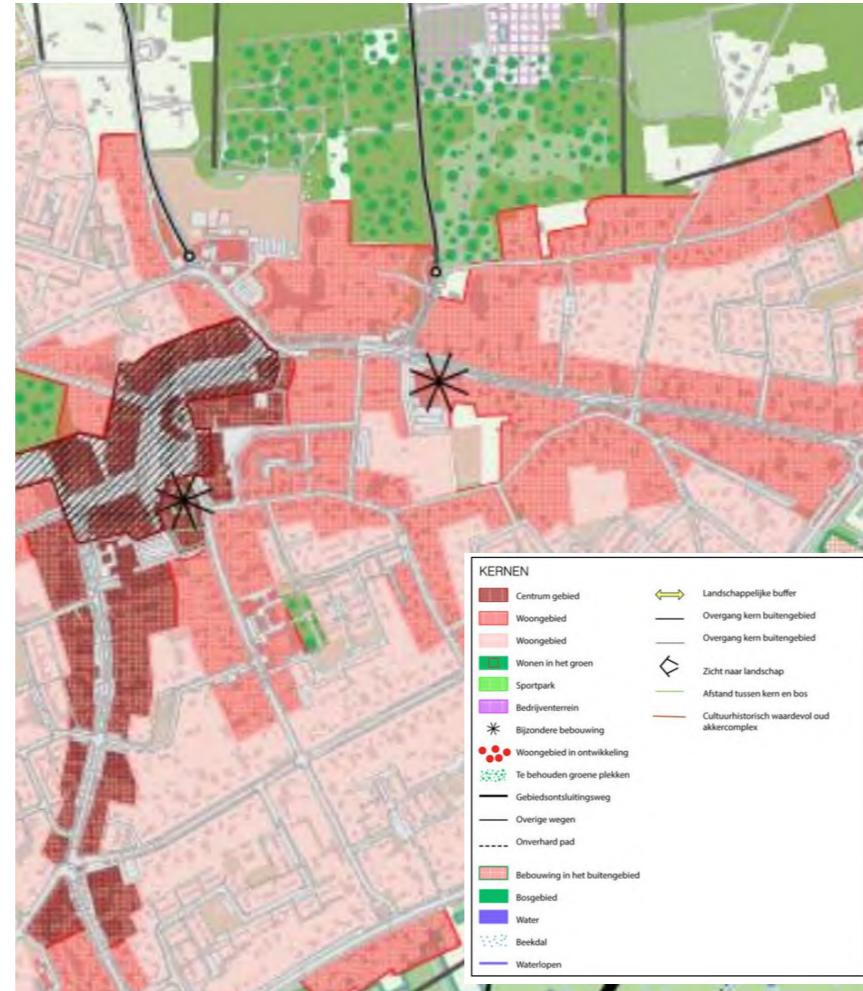 KERNEN
Centrum gebied
Woongebied
Woongebied
Wonen in het groen
Sportpark
Bedrijventerrein
Bijzondere bebouwing
Woongebied in ontwikkeling
Te behouden groene plekken
Gebiedsontsluitingsweg
Overige wegen
Onverhard pad
Bebouwing in het buitengebied
Bosgebied
Water
Beekdal
Waterlopen
Landschappelijke buffer
Overgang kern buitengebied
Overgang kern buitengebied
Zicht naar landschap
Afstand tussen kern en bos
Cultuurhistorisch waardevol oud
akkercomplex